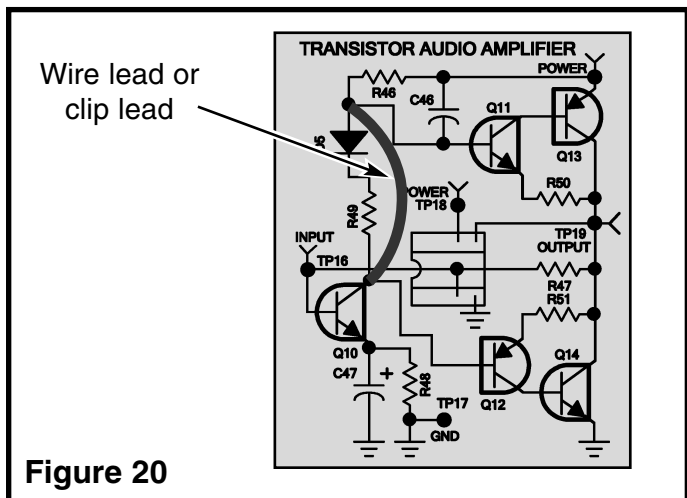 Wire lead or
clip lead
TRANSISTOR AUDIO AMPLIFIER
POWER
R46
C46
Q11
Q13
R50
R49
POWER
TP18
INPUT
TP16
TP19
OUTPUT
R47
R51
Q10
C47
+
R48
TP17
GND
Q12
Q14
Figure 20